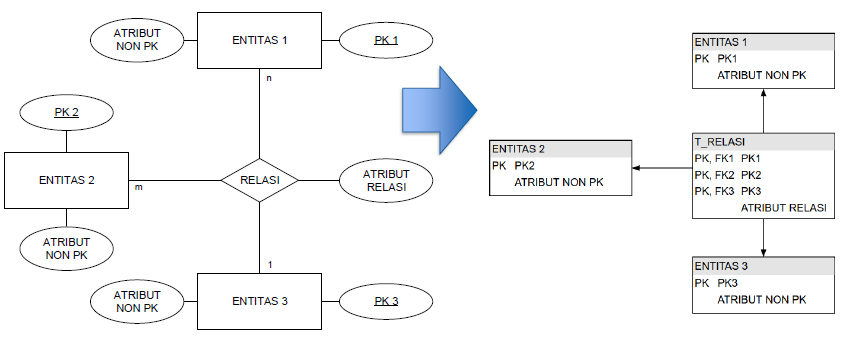 ATRIBUT
NON PK
ENTITAS 1
PK 1
n
PK 2
ENTITAS 2
m
RELASI
ATRIBUT
RELASI
ATRIBUT
NON PK
1
ATRIBUT
NON PK
ENTITAS 3
PK 3
ENTITAS 1
PK PK1
ATRIBUT NON PK
ENTITAS 2
PK PK2
ATRIBUT NON PK
T_RELASI
PK, FK1 PK1
PK, FK2 PK2
PK, FK3 PK3
ATRIBUT RELASI
ENTITAS 3
PK PK3
ATRIBUT NON PK